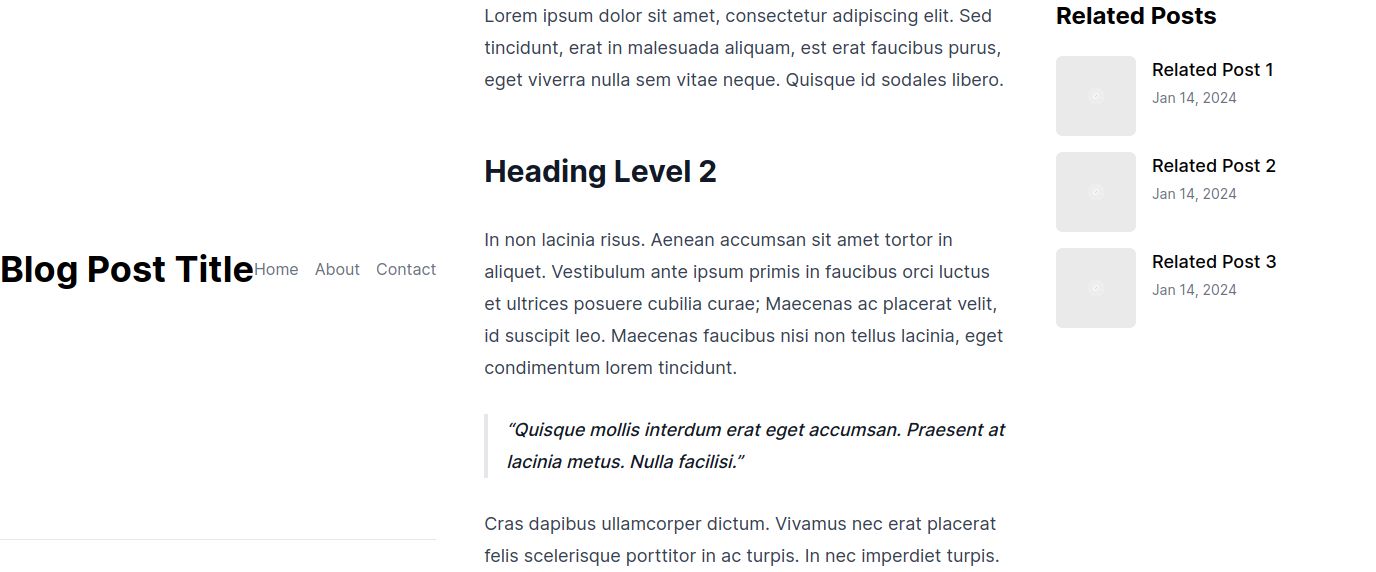 Blog Post Title
Home About Contact
Lorem ipsum dolor sit amet, consectetur adipiscing elit. Sed
tincidunt, erat in malesuada aliquam, est erat faucibus purus,
eget viverra nulla sem vitae neque. Quisque id sodales libero.
Heading Level 2
In non lacinia risus. Aenean accumsan sit amet tortor in
aliquet. Vestibulum ante ipsum primis in faucibus orci luctus
et ultrices posuere cubilia curae; Maecenas ac placerat velit,
id suscipit leo. Maecenas faucibus nisi non tellus lacinia, eget
condimentum lorem tincidunt.
“Quisque mollis interdum erat eget accumsan. Praesent at
lacinia metus. Nulla facilisi.”
Cras dapibus ullamcorper dictum. Vivamus nec erat placerat
felis scelerisque porttitor in ac turpis. In nec imperdiet turpis.
Related Posts
Related Post 1
Jan 14, 2024
Related Post 2
Jan 14, 2024
Related Post 3
Jan 14, 2024